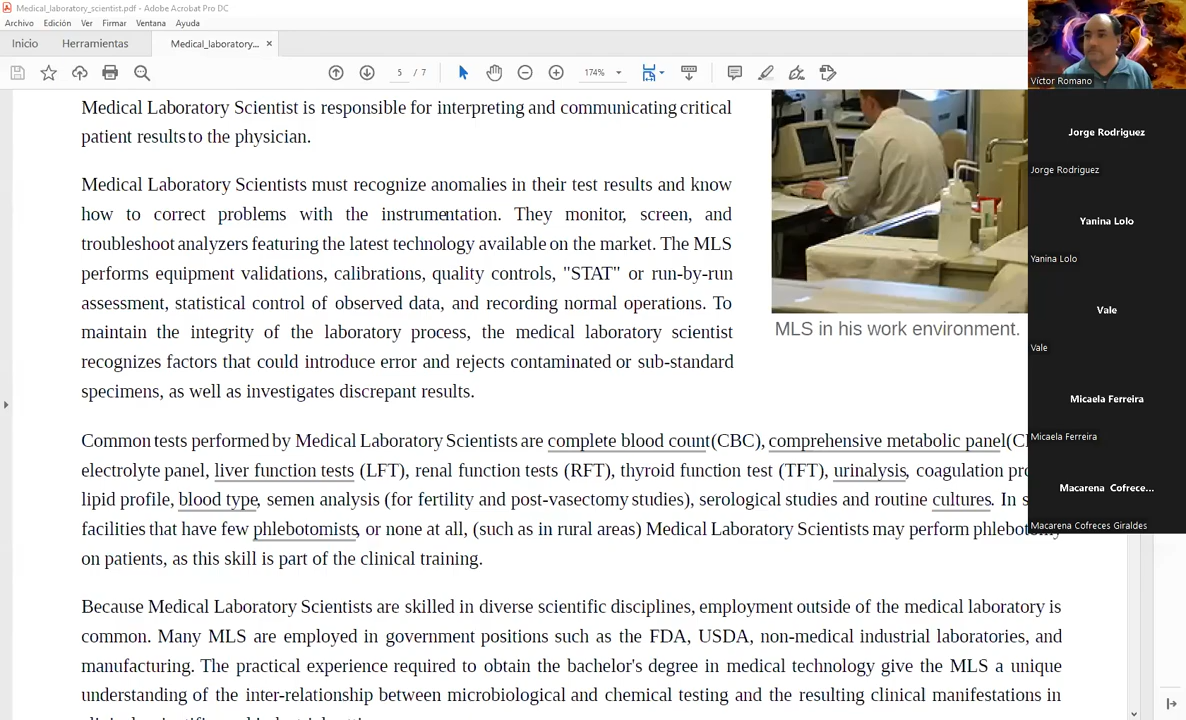 Medical_laboratory_scientist.pdf - Adobe Acrobat Pro DC
Archivo Edición Ver Firmar Ventana Ayuda
Inicio Herramientas Medical_laboratory... ×
5 / 7 174%
Medical Laboratory Scientist is responsible for interpreting and communicating critical
patient results to the physician.
Medical Laboratory Scientists must recognize anomalies in their test results and know
how to correct problems with the instrumentation. They monitor, screen, and
troubleshoot analyzers featuring the latest technology available on the market. The MLS
performs equipment validations, calibrations, quality controls, "STAT" or run-by-run
assessment, statistical control of observed data, and recording normal operations. To
maintain the integrity of the laboratory process, the medical laboratory scientist
recognizes factors that could introduce error and rejects contaminated or sub-standard
specimens, as well as investigates discrepant results.
MLS in his work environment.
Common tests performed by Medical Laboratory Scientists are complete blood count (CBC), comprehensive metabolic panel
electrolyte panel, liver function tests (LFT), renal function tests (RFT), thyroid function test (TFT), urinalysis, coagulation
lipid profile, blood type, semen analysis (for fertility and post-vasectomy studies), serological studies and routine cultures. In
facilities that have few phlebotomists, or none at all, (such as in rural areas) Medical Laboratory Scientists may perform
on patients, as this skill is part of the clinical training.
Because Medical Laboratory Scientists are skilled in diverse scientific disciplines, employment outside of the medical laboratory is
common. Many MLS are employed in government positions such as the FDA, USDA, non-medical industrial laboratories, and
manufacturing. The practical experience required to obtain the bachelor's degree in medical technology give the MLS a unique
understanding of the inter-relationship between microbiological and chemical testing and the resulting clinical manifestations in
Víctor Romano
Jorge Rodriguez
Jorge Rodriguez
Yanina Lolo
Yanina Lolo
Vale
Vale
Micaela Ferreira
Micaela Ferreira
Macarena Cofrece...
Macarena Cofreces Giraldes